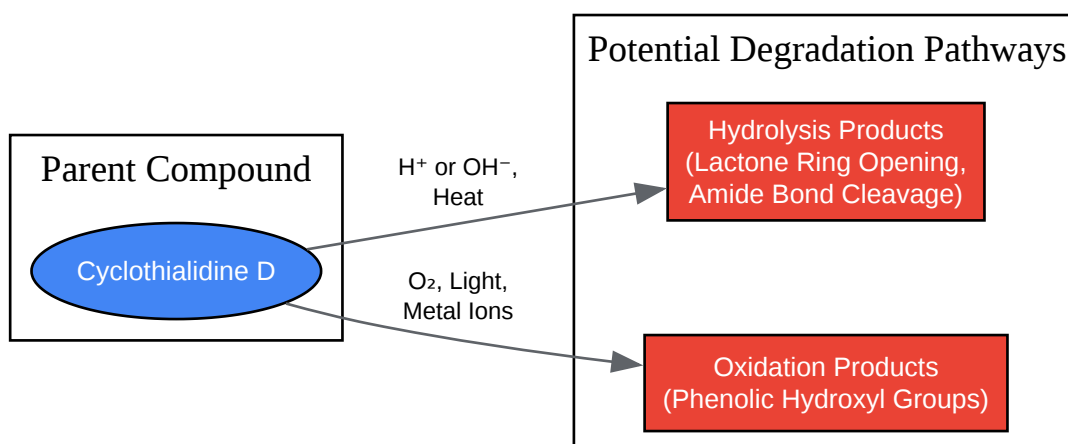 Potential Degradation Pathways
Parent Compound
Cyclothialidine D
H⁺ or OH⁻,
Heat
O₂, Light,
Metal Ions
Hydrolysis Products
(Lactone Ring Opening,
Amide Bond Cleavage)
Oxidation Products
(Phenolic Hydroxyl Groups)